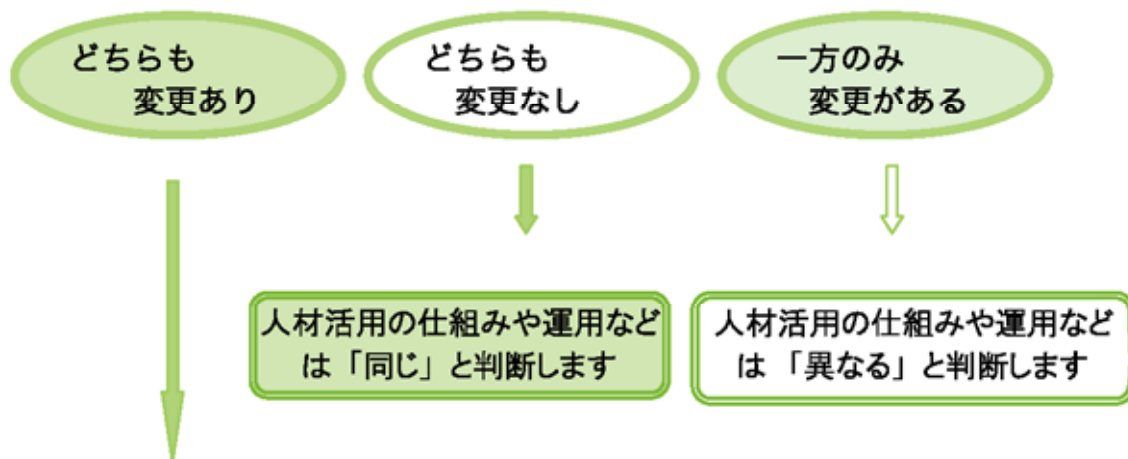 どちらも
変更あり
どちらも
変更なし
一方のみ
変更がある
人材活用の仕組みや運用など
は「同じ」と判断します
人材活用の仕組みや運用など
は「異なる」と判断します